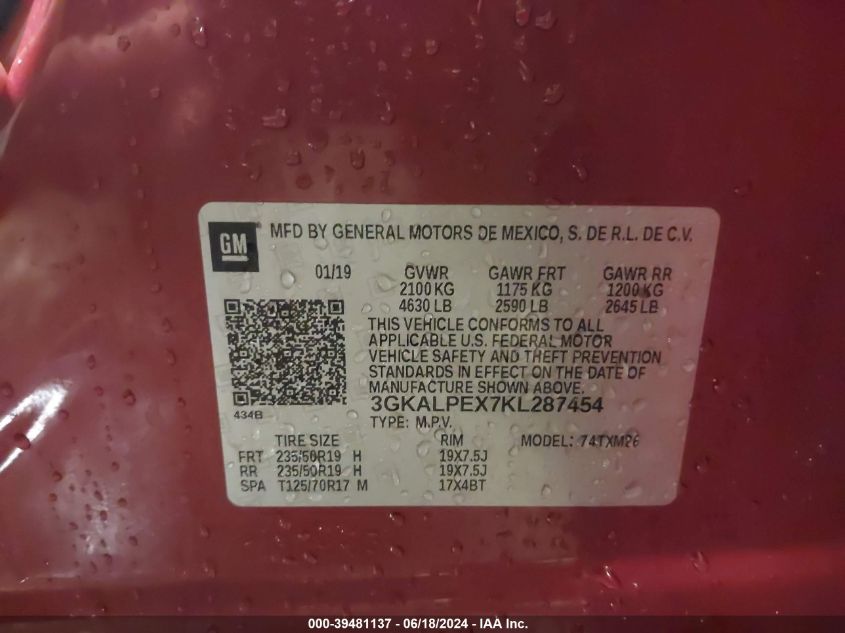 GM
MFD BY GENERAL MOTORS DE MEXICO, S. DE R.L. DE C.V.
01/19 GVWR GAWR FRT GAWR RR
2100 KG 1175 KG 1200 KG
4630 LB 2590 LB 2645 LB
THIS VEHICLE CONFORMS TO ALL
APPLICABLE U.S. FEDERAL MOTOR
VEHICLE SAFETY AND THEFT PREVENTION
STANDARDS IN EFFECT ON THE DATE OF
MANUFACTURE SHOWN ABOVE.
434B 3GKALPEX7KL287454
TYPE: M.P.V.
TIRE SIZE RIM MODEL: 74TXM26
FRT 235/50R19 H 19X7.5J
RR 235/50R19 H 19X7.5J
SPA T125/70R17 M 17X4BT
000-39481137 - 06/18/2024 - IAA Inc.